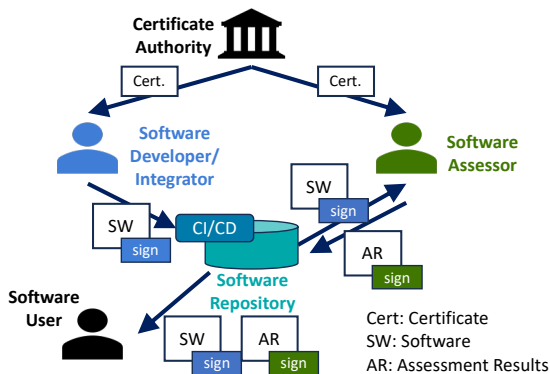 Certificate
Authority
Cert.
Cert.
Software
Developer/
Integrator
Software
Assessor
SW
sign
SW
sign
CI/CD
AR
sign
Software
Repository
Software
User
SW
sign
AR
sign
Cert: Certificate
SW: Software
AR: Assessment Results